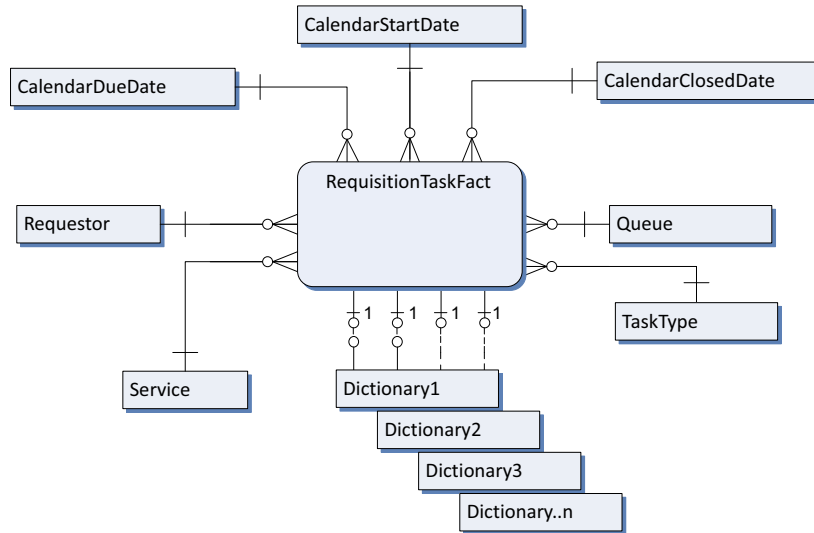 CalendarStartDate
CalendarDueDate
CalendarClosedDate
RequisitionTaskFact
Requestor
Queue
1 1 1 1
TaskType
Service
Dictionary1
Dictionary2
Dictionary3
Dictionary..n